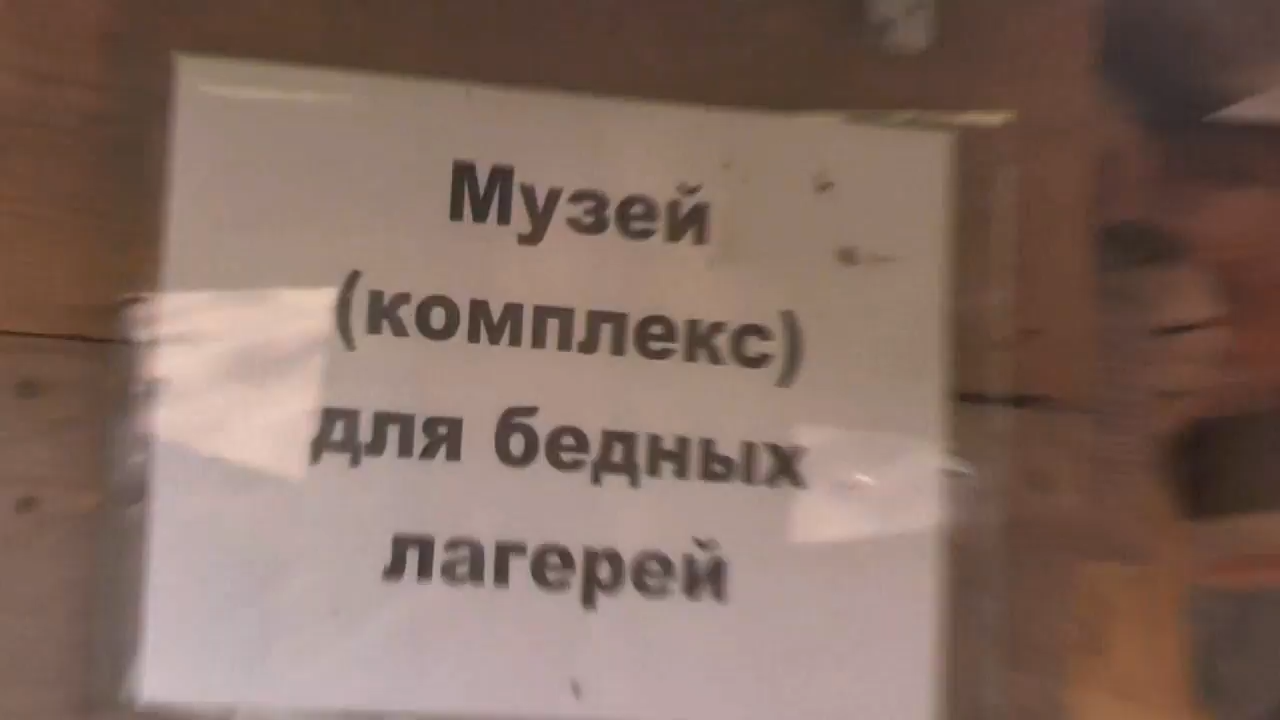 Музей
(комплекс)
для бедных
лагерей